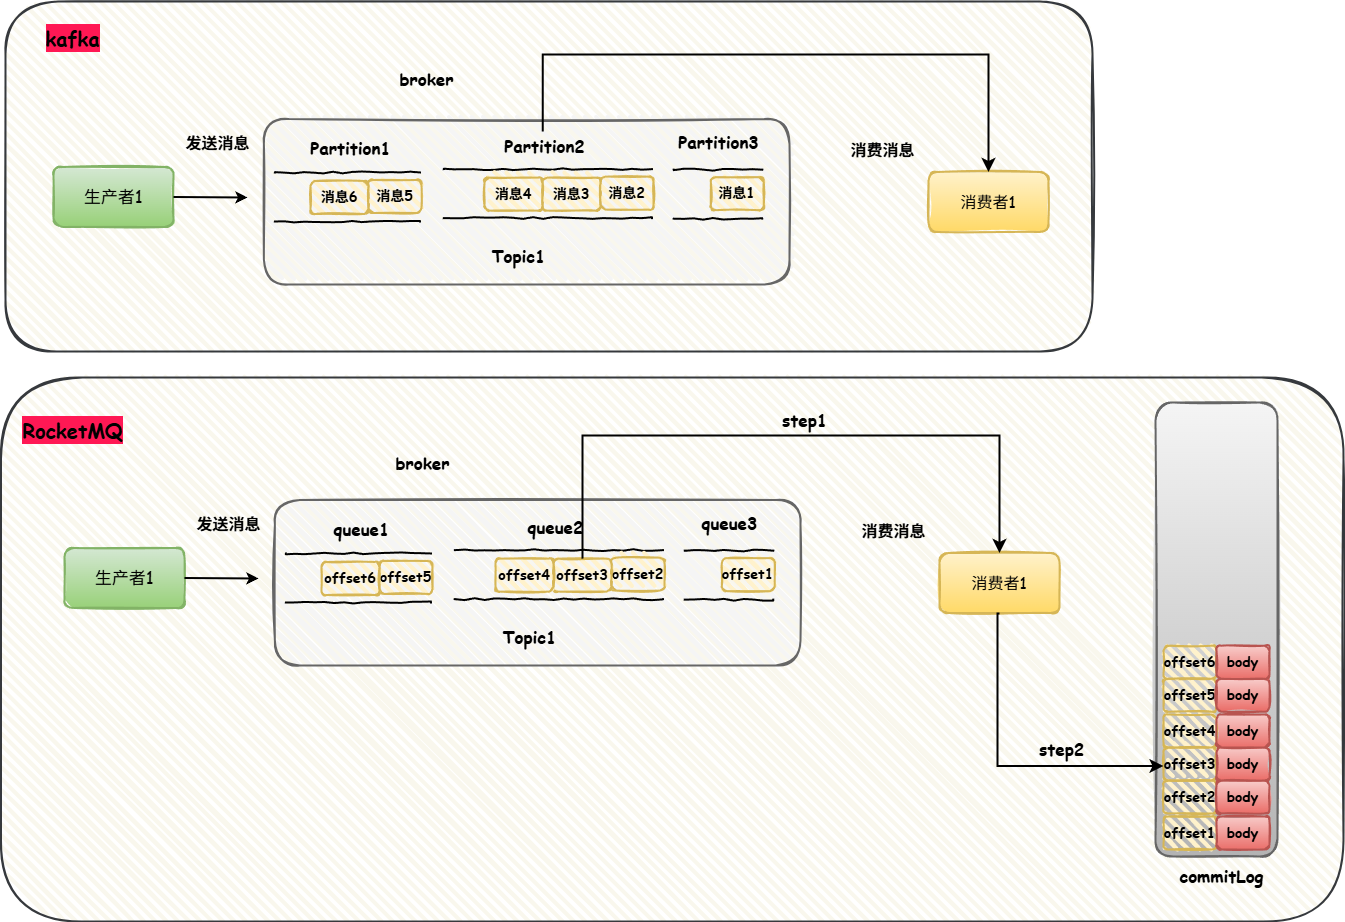 kafka
broker
发送消息
生产者1
Partition1
Partition2
Partition3
消息6
消息5
消息4
消息3
消息2
消息1
Topic1
消费消息
消费者1
RocketMQ
step1
broker
发送消息
生产者1
queue1
queue2
queue3
offset6
offset5
offset4
offset3
offset2
offset1
Topic1
消费消息
消费者1
step2
offset6 body
offset5 body
offset4 body
offset3 body
offset2 body
offset1 body
commitLog